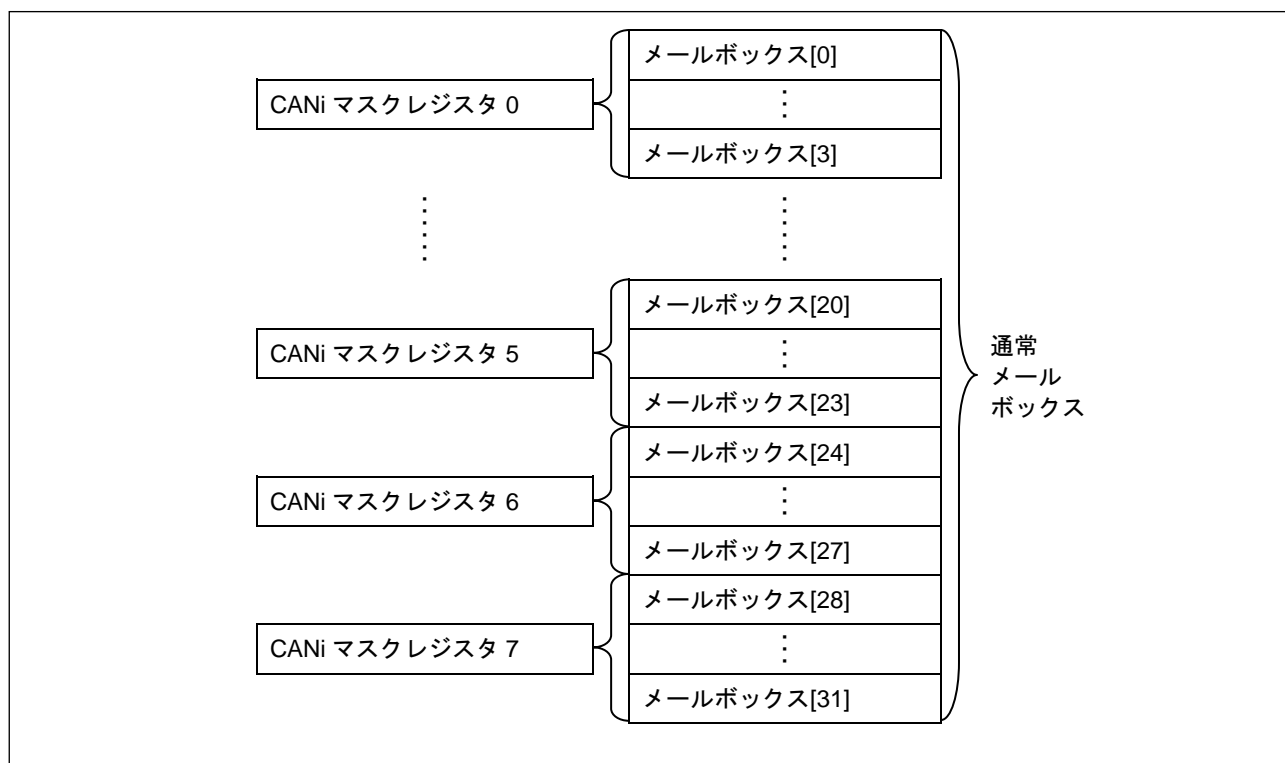 メールボックス[0]
CANi マスクレジスタ 0
メールボックス[3]
メールボックス[20]
CANi マスクレジスタ 5
メールボックス[23]
メールボックス[24]
CANi マスクレジスタ 6
メールボックス[27]
メールボックス[28]
CANi マスクレジスタ 7
メールボックス[31]
通常
メール
ボックス